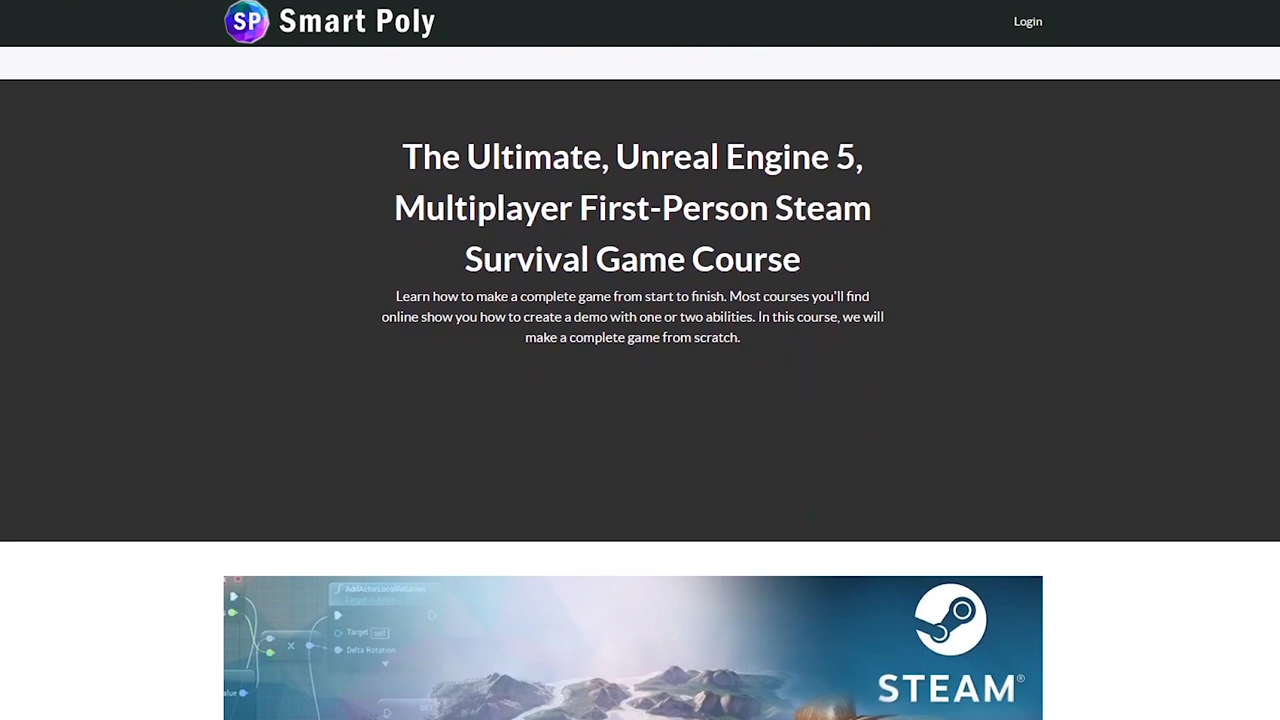 SP Smart Poly
Login
The Ultimate, Unreal Engine 5,
Multiplayer First-Person Steam
Survival Game Course
Learn how to make a complete game from start to finish. Most courses you'll find
online show you how to create a demo with one or two abilities. In this course, we will
make a complete game from scratch.
AddActorLocalRotation
Target self
Delta Rotation
STEAM®